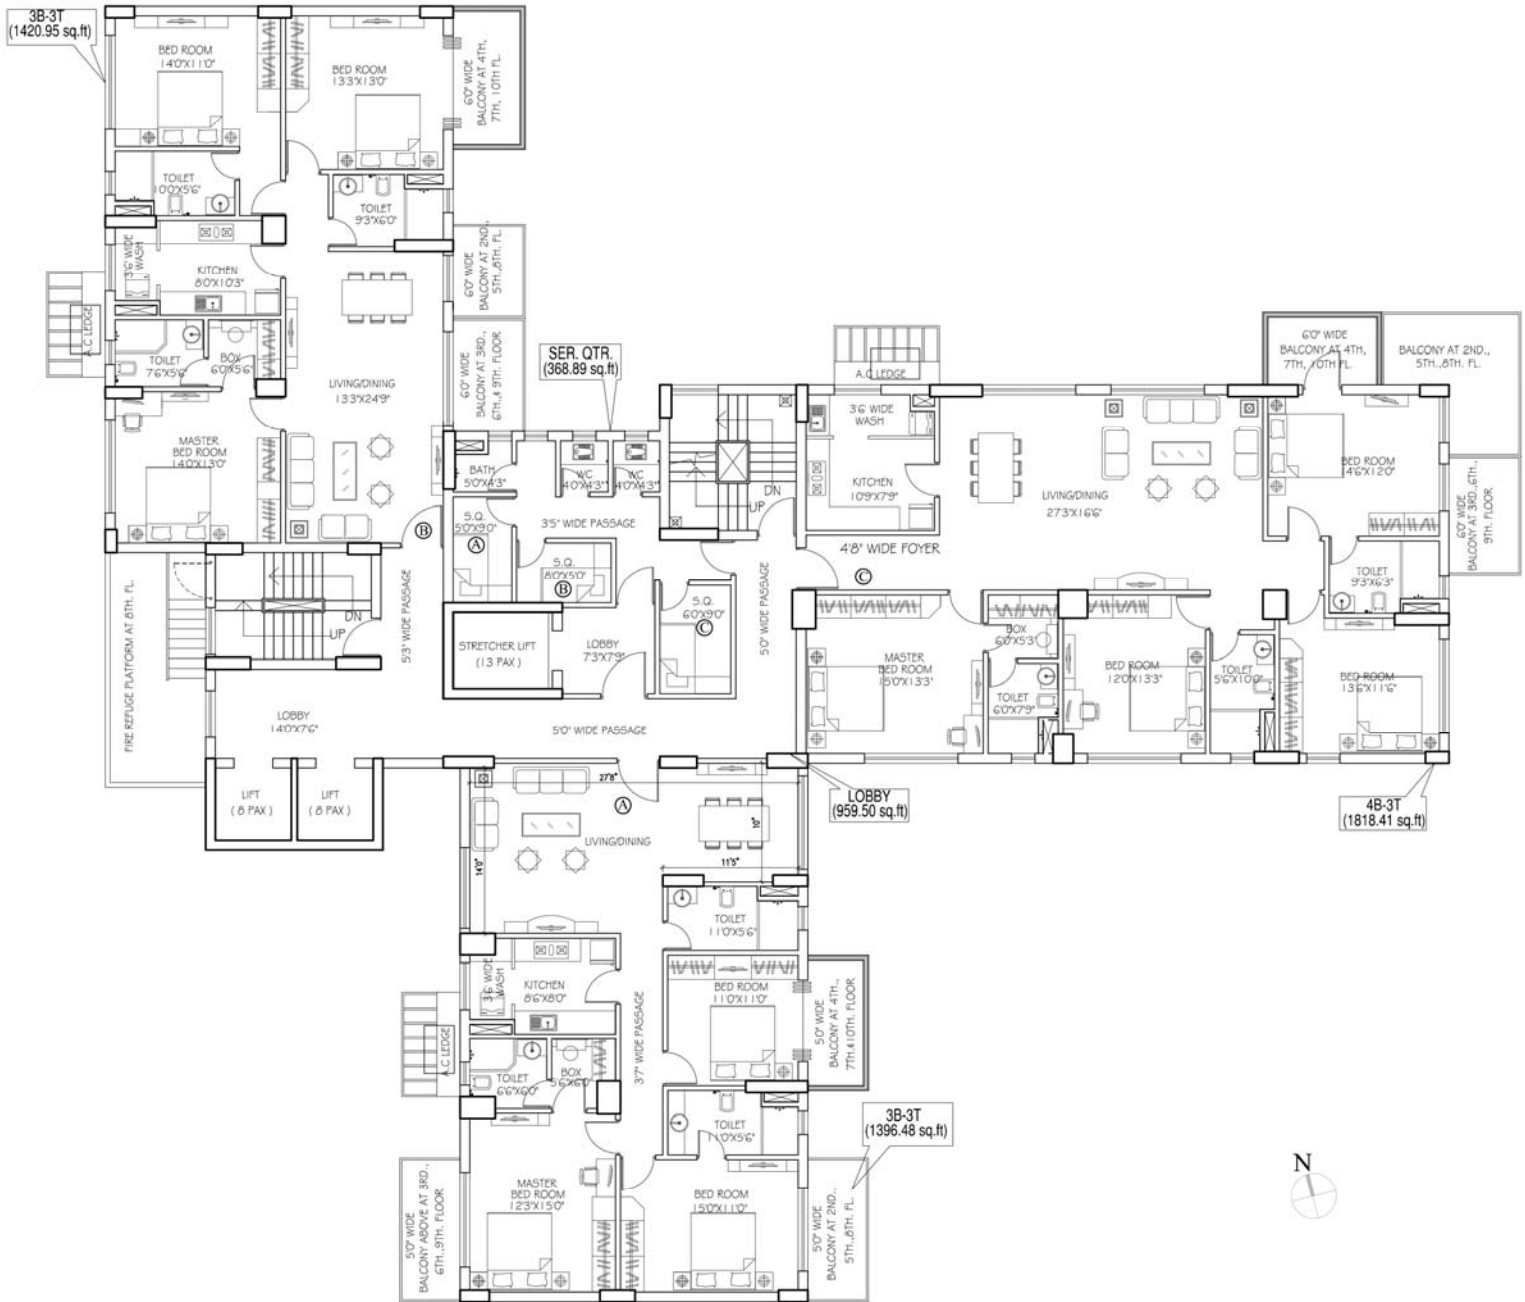 3B-3T
(1420.95 sq.ft)
BED ROOM
14'0"X11'0"
BED ROOM
13'3"X13'0"
6'0" WIDE
BALCONY AT 4TH,
7TH, 10TH FL.
TOILET
10'0"X5'6"
TOILET
9'3"X6'0"
3'6" WIDE
WASH
KITCHEN
8'0"X10'3"
6'0" WIDE
BALCONY AT 2ND.,
5TH.,8TH. FL.
A.C LEDGE
TOILET
7'6"X5'6"
BOX
6'0"X5'6"
LIVING/DINING
13'3"X24'9"
6'0" WIDE
BALCONY AT 3RD.,
6TH.,& 9TH. FLOOR
SER. QTR.
(368.89 sq.ft)
MASTER
BED ROOM
14'0"X13'0"
BATH
5'0"X4'3"
WC
4'0"X4'3"
WC
4'0"X4'3"
DN
UP
S.Q.
5'0"X9'0"
A
B
3'5" WIDE PASSAGE
S.Q.
8'0"X5'0"
B
S.Q.
6'0"X9'0"
C
5'0" WIDE PASSAGE
A.C LEDGE
3'6 WIDE
WASH
KITCHEN
10'9"X7'9"
LIVING/DINING
27'3"X16'6"
4'8" WIDE FOYER
C
6'0" WIDE
BALCONY AT 4TH,
7TH, 10TH FL.
BALCONY AT 2ND.,
5TH.,8TH. FL.
BED ROOM
14'6"X12'0"
6'0" WIDE
BALCONY AT 3RD.,6TH.,
9TH. FLOOR
TOILET
9'3"X6'3"
FIRE REFUGE PLATFORM AT 8TH. FL.
DN
UP
5'3" WIDE PASSAGE
STRETCHER LIFT
(13 PAX)
LOBBY
7'3"X7'9"
MASTER
BED ROOM
15'0"X13'3"
BOX
6'0"X5'3"
TOILET
6'0"X7'9"
BED ROOM
12'0"X13'3"
TOILET
5'6"X10'0"
BED ROOM
13'6"X11'6"
LOBBY
14'0"X7'6"
5'0" WIDE PASSAGE
LIFT
(8 PAX)
LIFT
(8 PAX)
LOBBY
(959.50 sq.ft)
4B-3T
(1818.41 sq.ft)
27'8"
A
LIVING/DINING
14'0"
10'
11'5"
TOILET
11'0"X5'6"
3'6 WIDE
WASH
KITCHEN
8'6"X8'0"
BED ROOM
11'0"X11'0"
5'0" WIDE
BALCONY AT 4TH.,
7TH.&10TH. FLOOR
A.C LEDGE
3'7" WIDE PASSAGE
TOILET
6'6"X6'0"
BOX
5'6"X6'0"
TOILET
11'0"X5'6"
3B-3T
(1396.48 sq.ft)
MASTER
BED ROOM
12'3"X15'0"
BED ROOM
15'0"X11'0"
5'0" WIDE
BALCONY ABOVE AT 3RD.,
6TH.,9TH. FLOOR
5'0" WIDE
BALCONY AT 2ND.,
5TH.,8TH. FL.
N